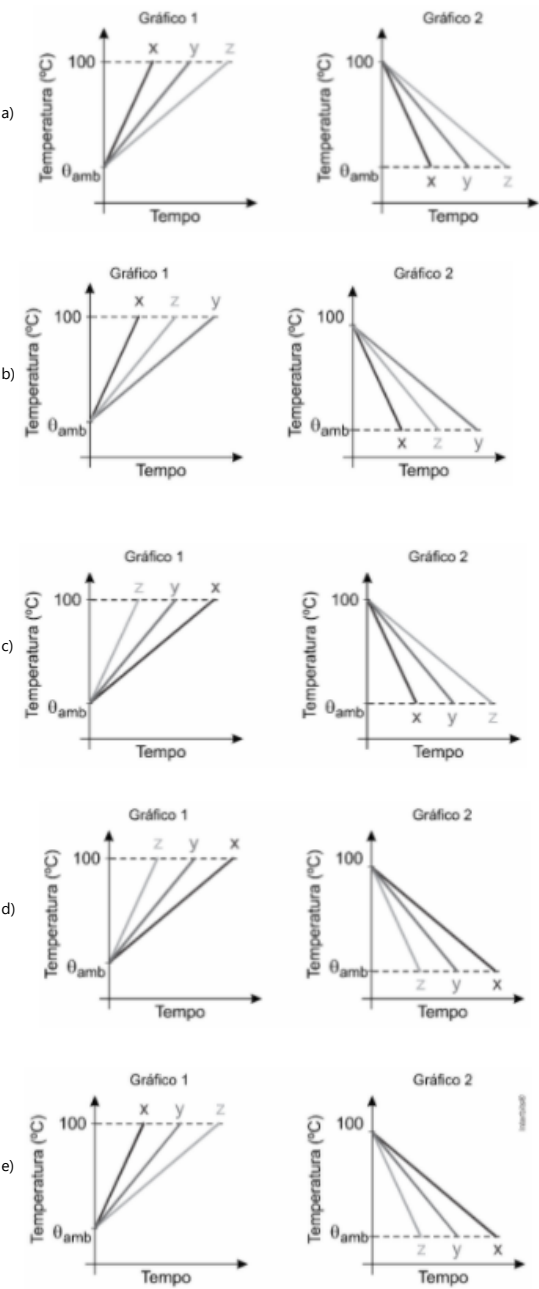 Gráfico 1 Gráfico 2
x y z
100 100
Temperatura (ºC) Temperatura (ºC)
a)
θamb
x y z
Tempo Tempo
Gráfico 1 Gráfico 2
x z y
100 100
Temperatura (ºC) Temperatura (ºC)
b)
θamb θamb
x z y
Tempo Tempo
Gráfico 1 Gráfico 2
z y x
100 100
Temperatura (ºC) Temperatura (ºC)
c)
θamb θamb
x y z
Tempo Tempo
Gráfico 1 Gráfico 2
z y x
100 100
Temperatura (ºC) Temperatura (ºC)
d)
θamb θamb
z y x
Tempo Tempo
Gráfico 1 Gráfico 2
x y z
100 100
Temperatura (ºC) Temperatura (ºC)
e)
θamb θamb
z y x
Tempo Tempo